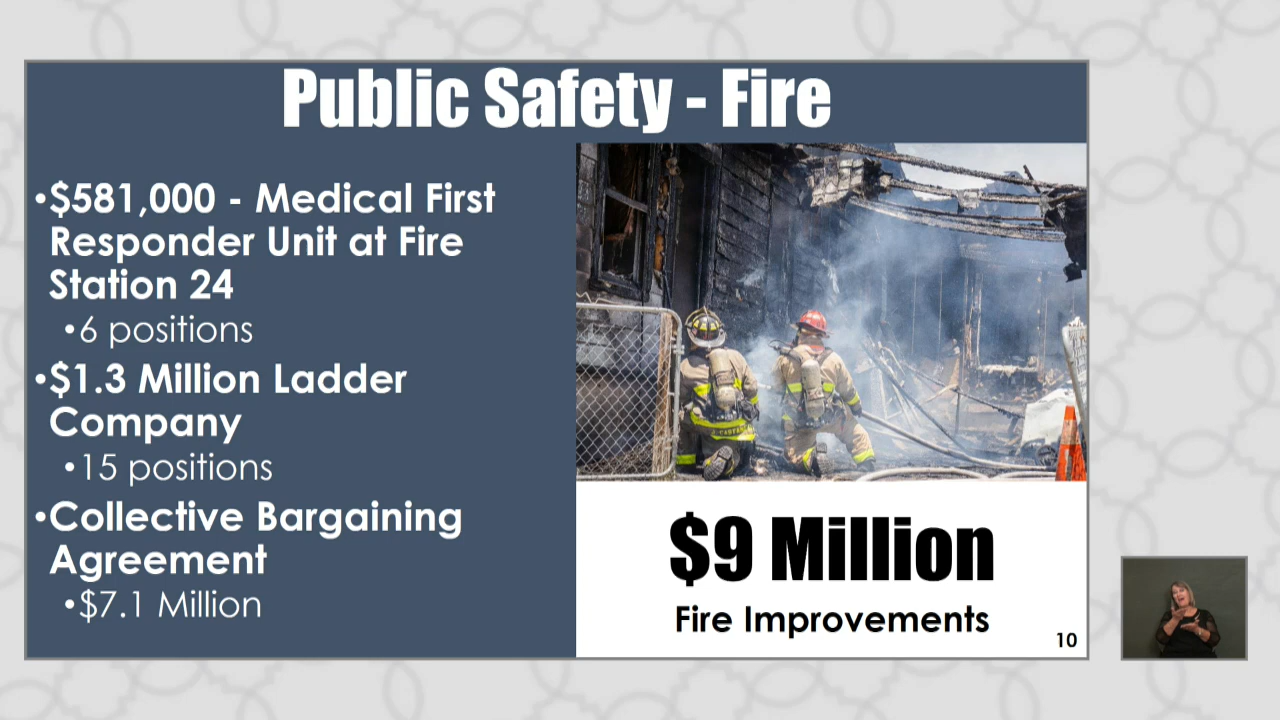 Public Safety - Fire
•$581,000 - Medical First
Responder Unit at Fire
Station 24
•6 positions
•$1.3 Million Ladder
Company
•15 positions
•Collective Bargaining
Agreement
•$7.1 Million
$9 Million
Fire Improvements
10